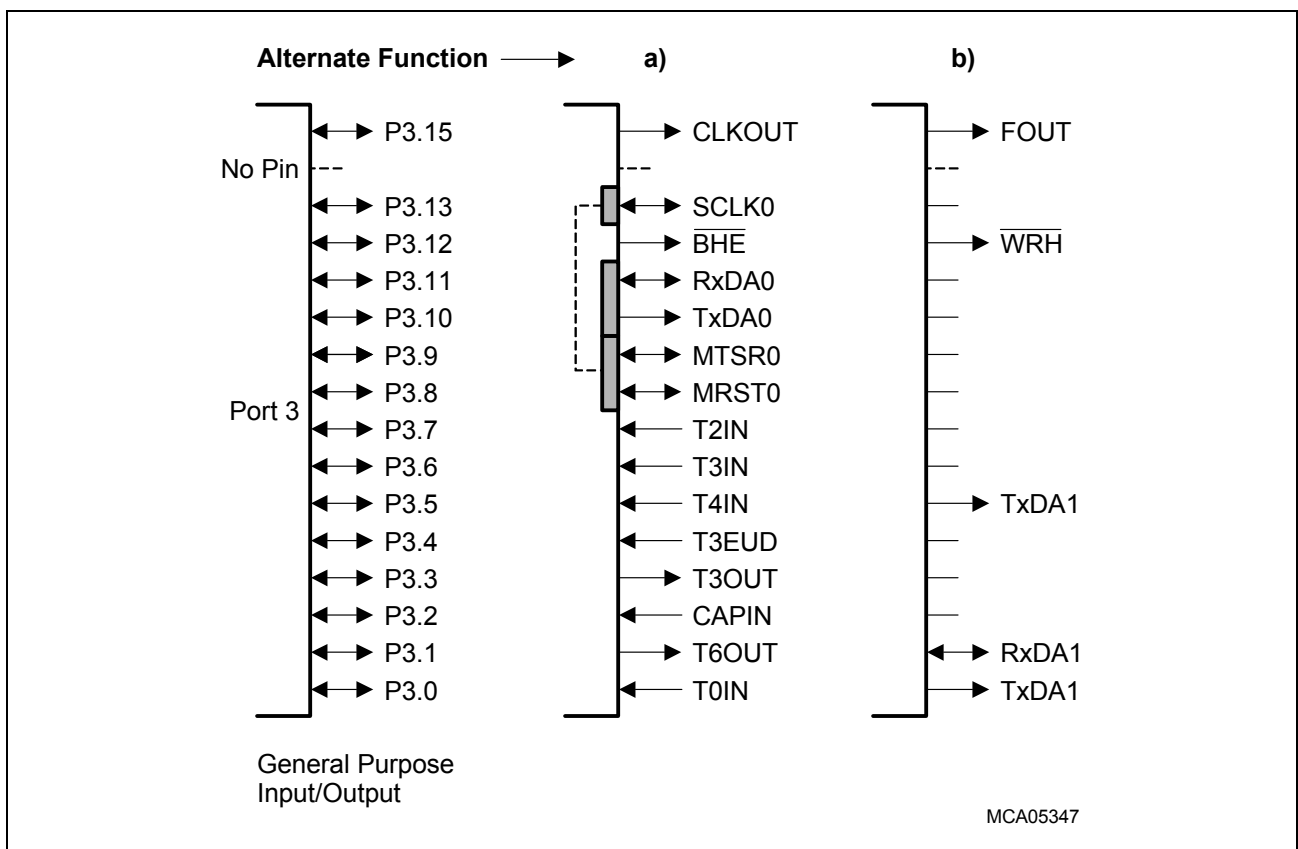 Alternate Function a) b)
P3.15 CLKOUT FOUT
No Pin
P3.13 SCLK0
P3.12 BHE WRH
P3.11 RxDA0
P3.10 TxDA0
P3.9 MTSR0
P3.8 MRST0
Port 3
P3.7 T2IN
P3.6 T3IN
P3.5 T4IN TxDA1
P3.4 T3EUD
P3.3 T3OUT
P3.2 CAPIN
P3.1 T6OUT RxDA1
P3.0 T0IN TxDA1
General Purpose
Input/Output
MCA05347